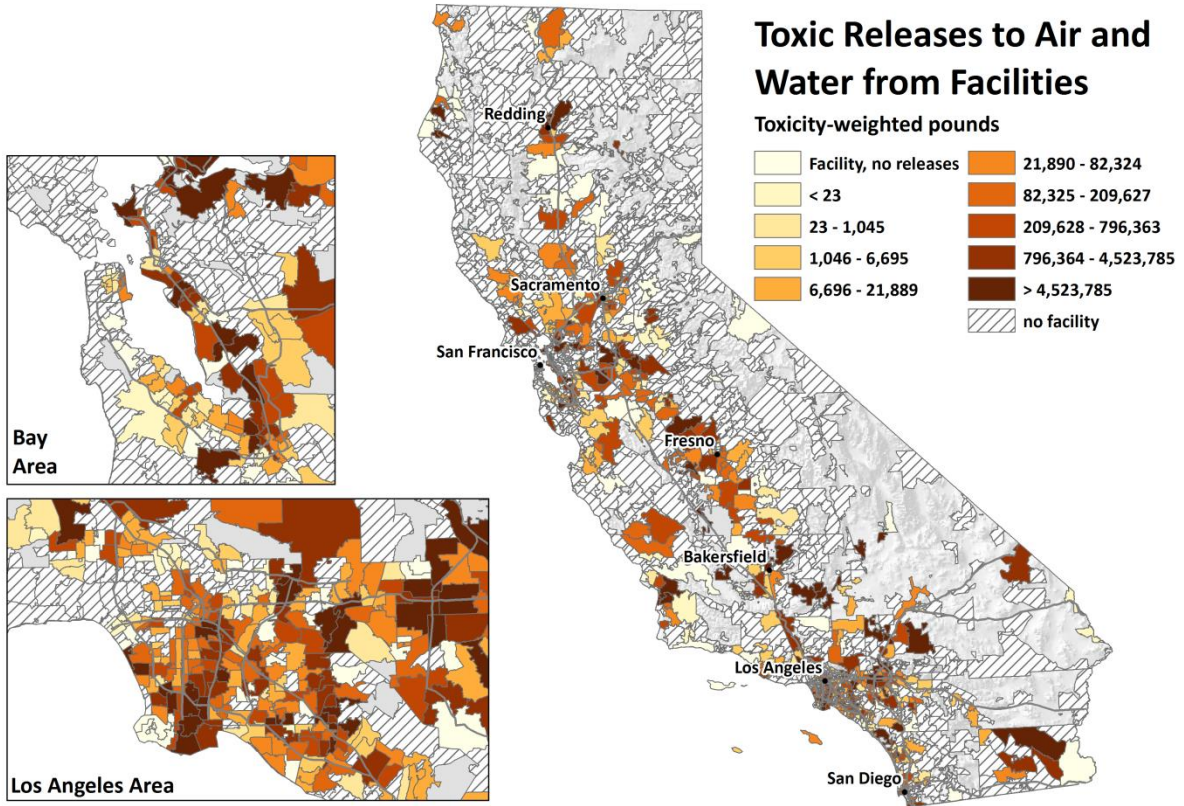 Toxic Releases to Air and
Water from Facilities
Toxicity-weighted pounds
Facility, no releases
< 23
23 - 1,045
1,046 - 6,695
6,696 - 21,889
21,890 - 82,324
82,325 - 209,627
209,628 - 796,363
796,364 - 4,523,785
> 4,523,785
no facility
Redding
Sacramento
San Francisco
Fresno
Bakersfield
Los Angeles
San Diego
Bay
Area
Los Angeles Area